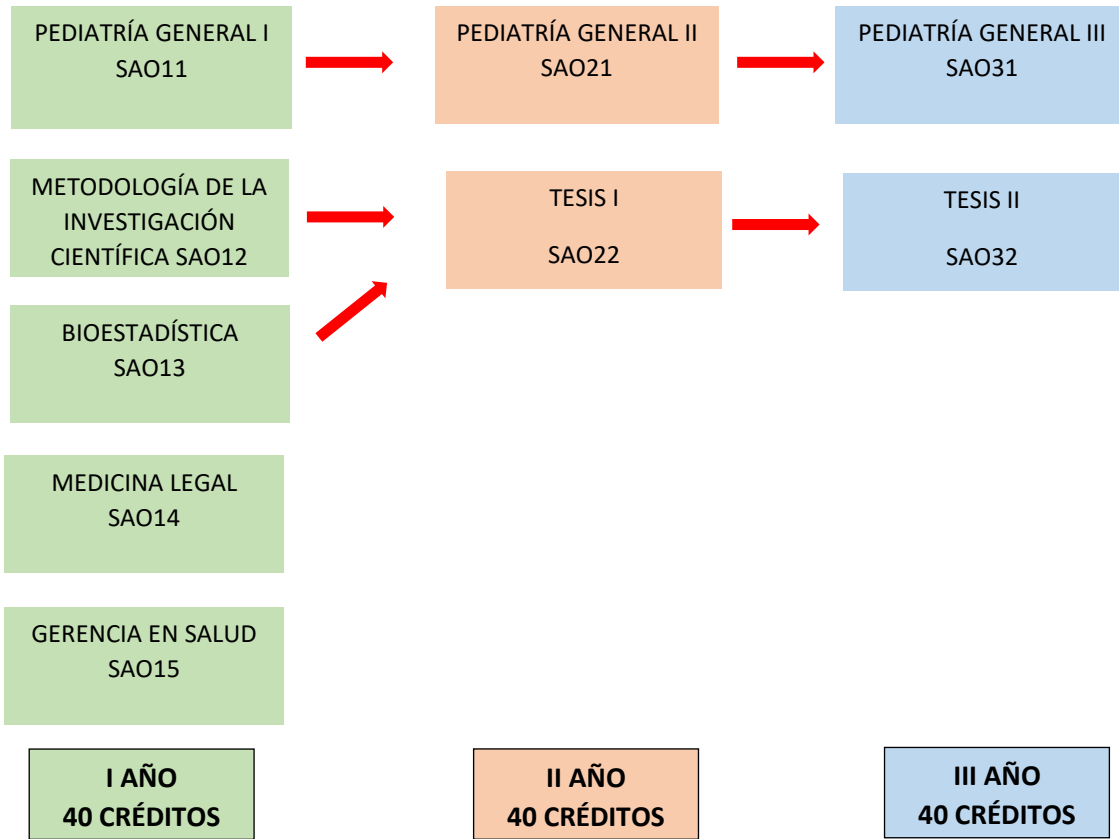 PEDIATRÍA GENERAL I
SAO11
PEDIATRÍA GENERAL II
SAO21
PEDIATRÍA GENERAL III
SAO31
METODOLOGÍA DE LA
INVESTIGACIÓN
CIENTÍFICA SAO12
TESIS I
SAO22
TESIS II
SAO32
BIOESTADÍSTICA
SAO13
MEDICINA LEGAL
SAO14
GERENCIA EN SALUD
SAO15
I AÑO
40 CRÉDITOS
II AÑO
40 CRÉDITOS
III AÑO
40 CRÉDITOS